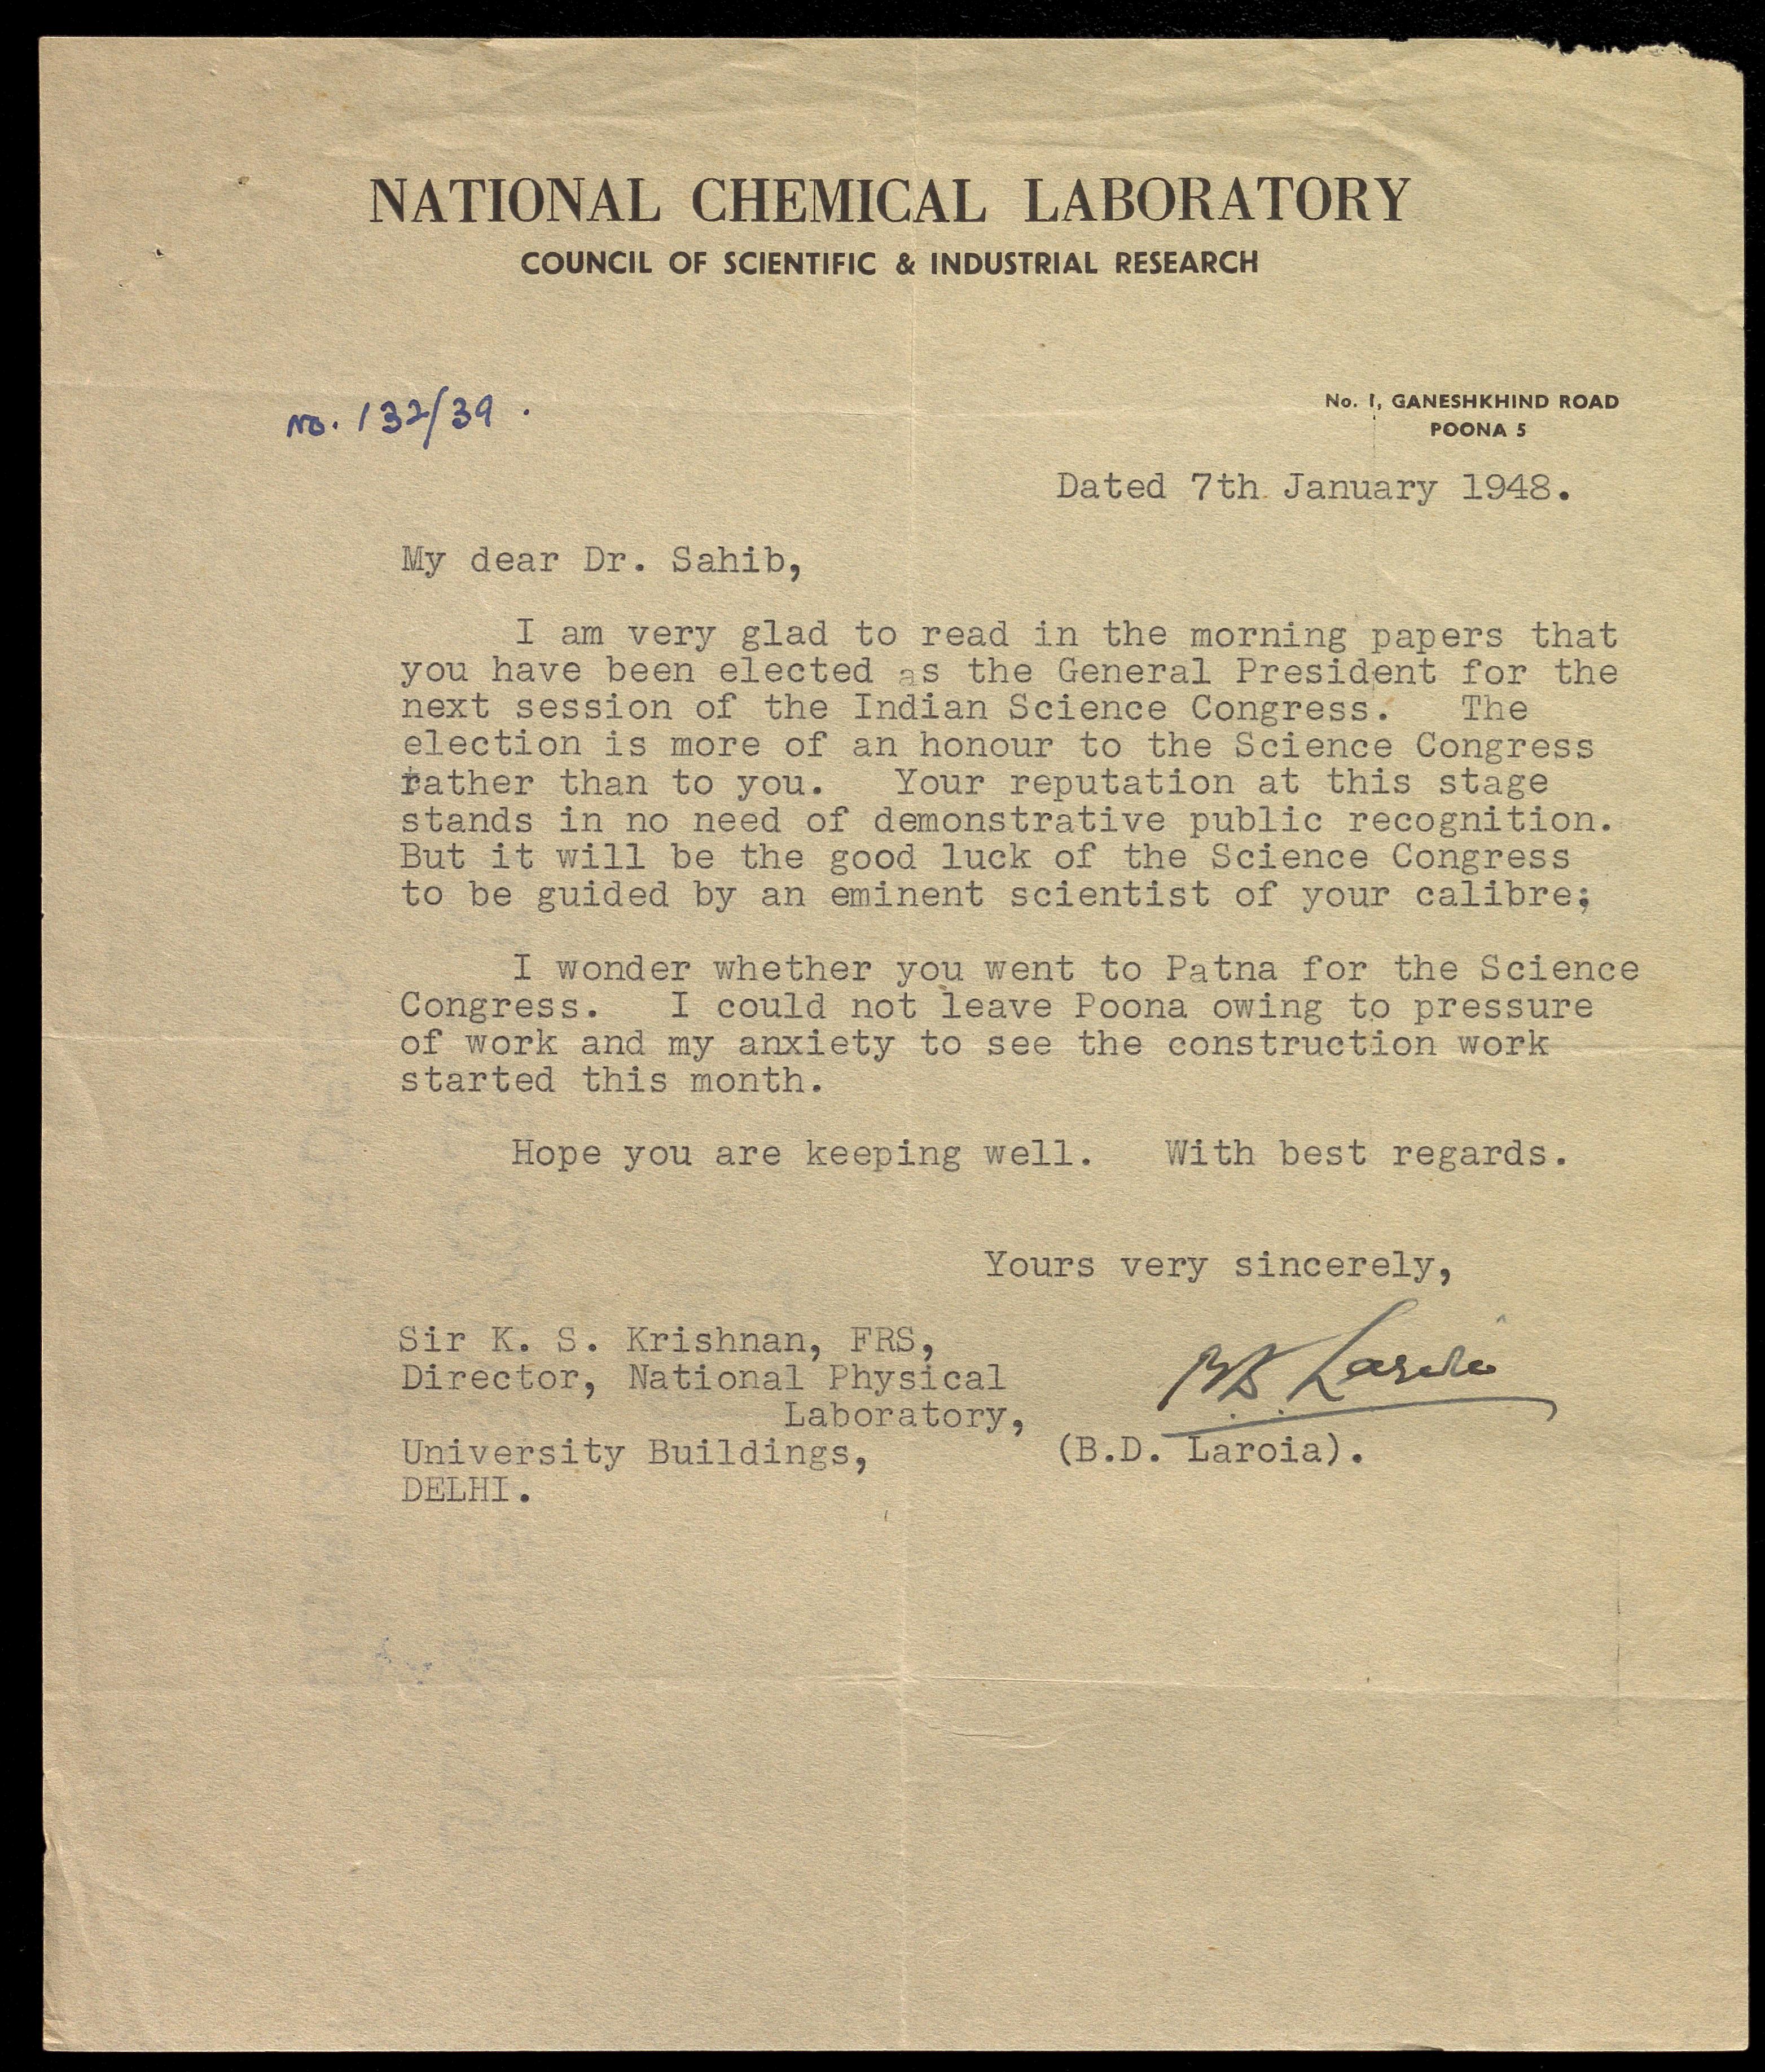 NATIONAL CHEMICAL LABORATORY
COUNCIL OF SCIENTIFIC & INDUSTRIAL RESEARCH
No. 132/39.
No. 1, GANESHKHIND ROAD
POONA 5
Dated 7th January 1948.
My dear Dr. Sahib,
I am very glad to read in the morning papers that
you have been elected as the General President for the
next session of the Indian Science Congress. The
election is more of an honour to the Science Congress
rather than to you. Your reputation at this stage
stands in no need of demonstrative public recognition.
But it will be the good luck of the Science Congress
to be guided by an eminent scientist of your calibre;
I wonder whether you went to Patna for the Science
Congress. I could not leave Poona owing to pressure
of work and my anxiety to see the construction work
started this month.
Hope you are keeping well. With best regards.
Yours very sincerely,
Sir K. S. Krishnan, FRS,
Director, National Physical
Laboratory,
University Buildings,
DELHI.
B D Laroia
(B.D. Laroia).